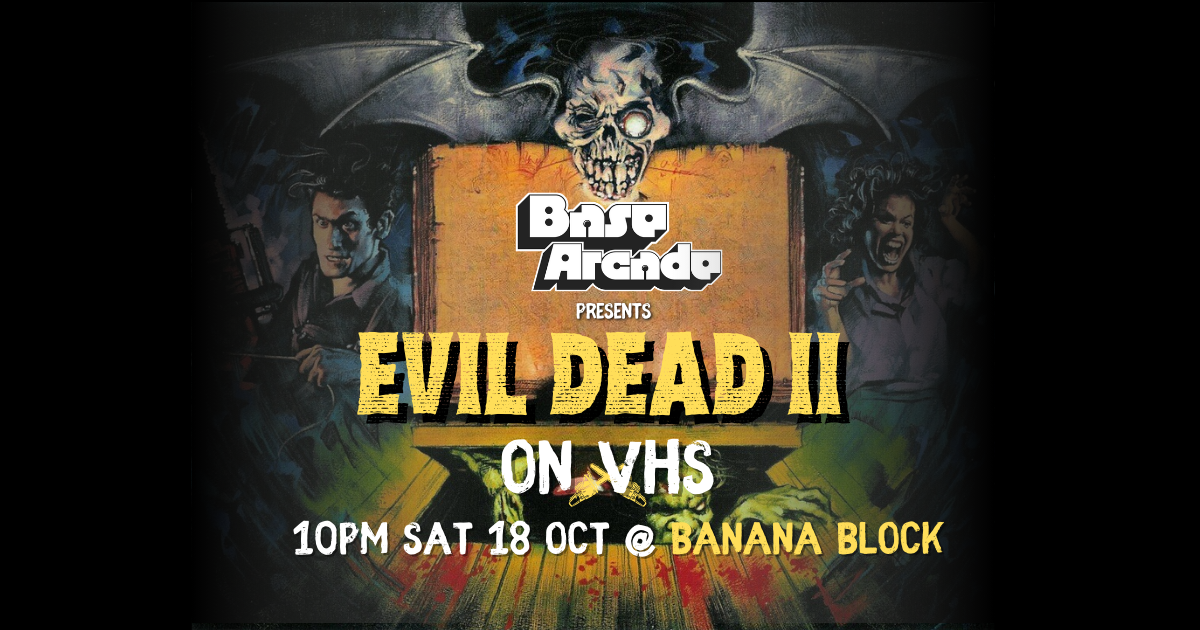 Base
Arcade
PRESENTS
EVIL DEAD II
ON VHS
10PM SAT 18 OCT @ BANANA BLOCK